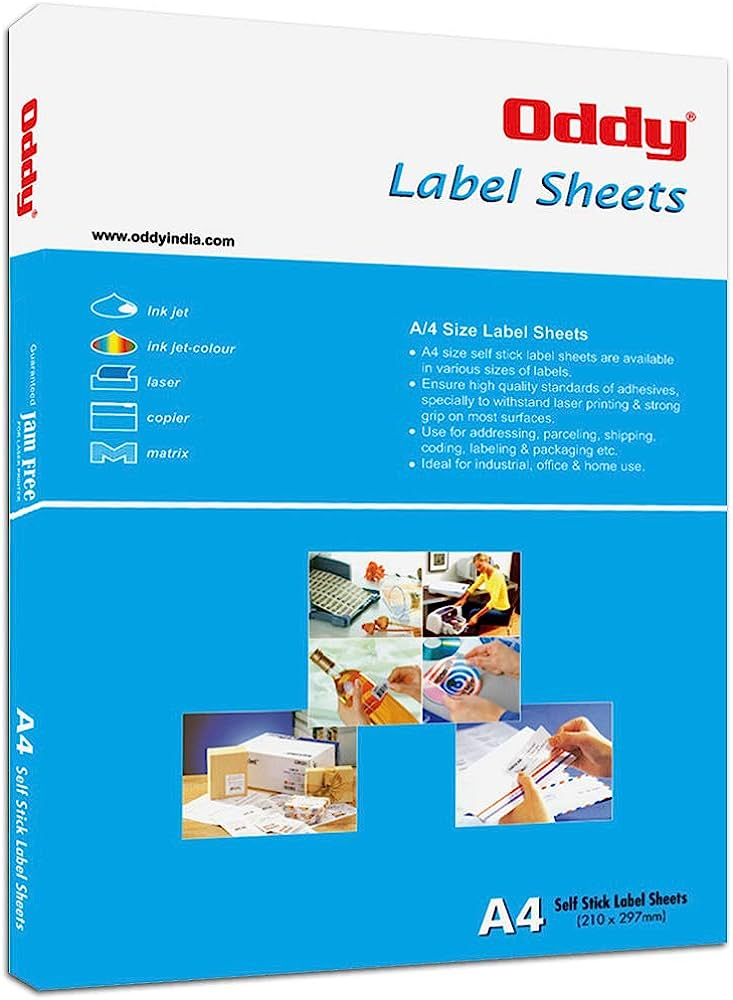 Oddy®
Label Sheets
www.oddyindia.com
Ink jet
ink jet-colour
laser
copier
matrix
A/4 Size Label Sheets
• A4 size self stick label sheets are available
in various sizes of labels.
• Ensure high quality standards of adhesives,
specially to withstand laser printing & strong
grip on most surfaces.
• Use for addressing, parceling, shipping,
coding, labeling & packaging etc.
• Ideal for industrial, office & home use.
A4 Self Stick Label Sheets
(210 x 297mm)
Oddy®
Guaranteed Jam Free
FOR LASER PRINTER
A4 Self Stick Label Sheets